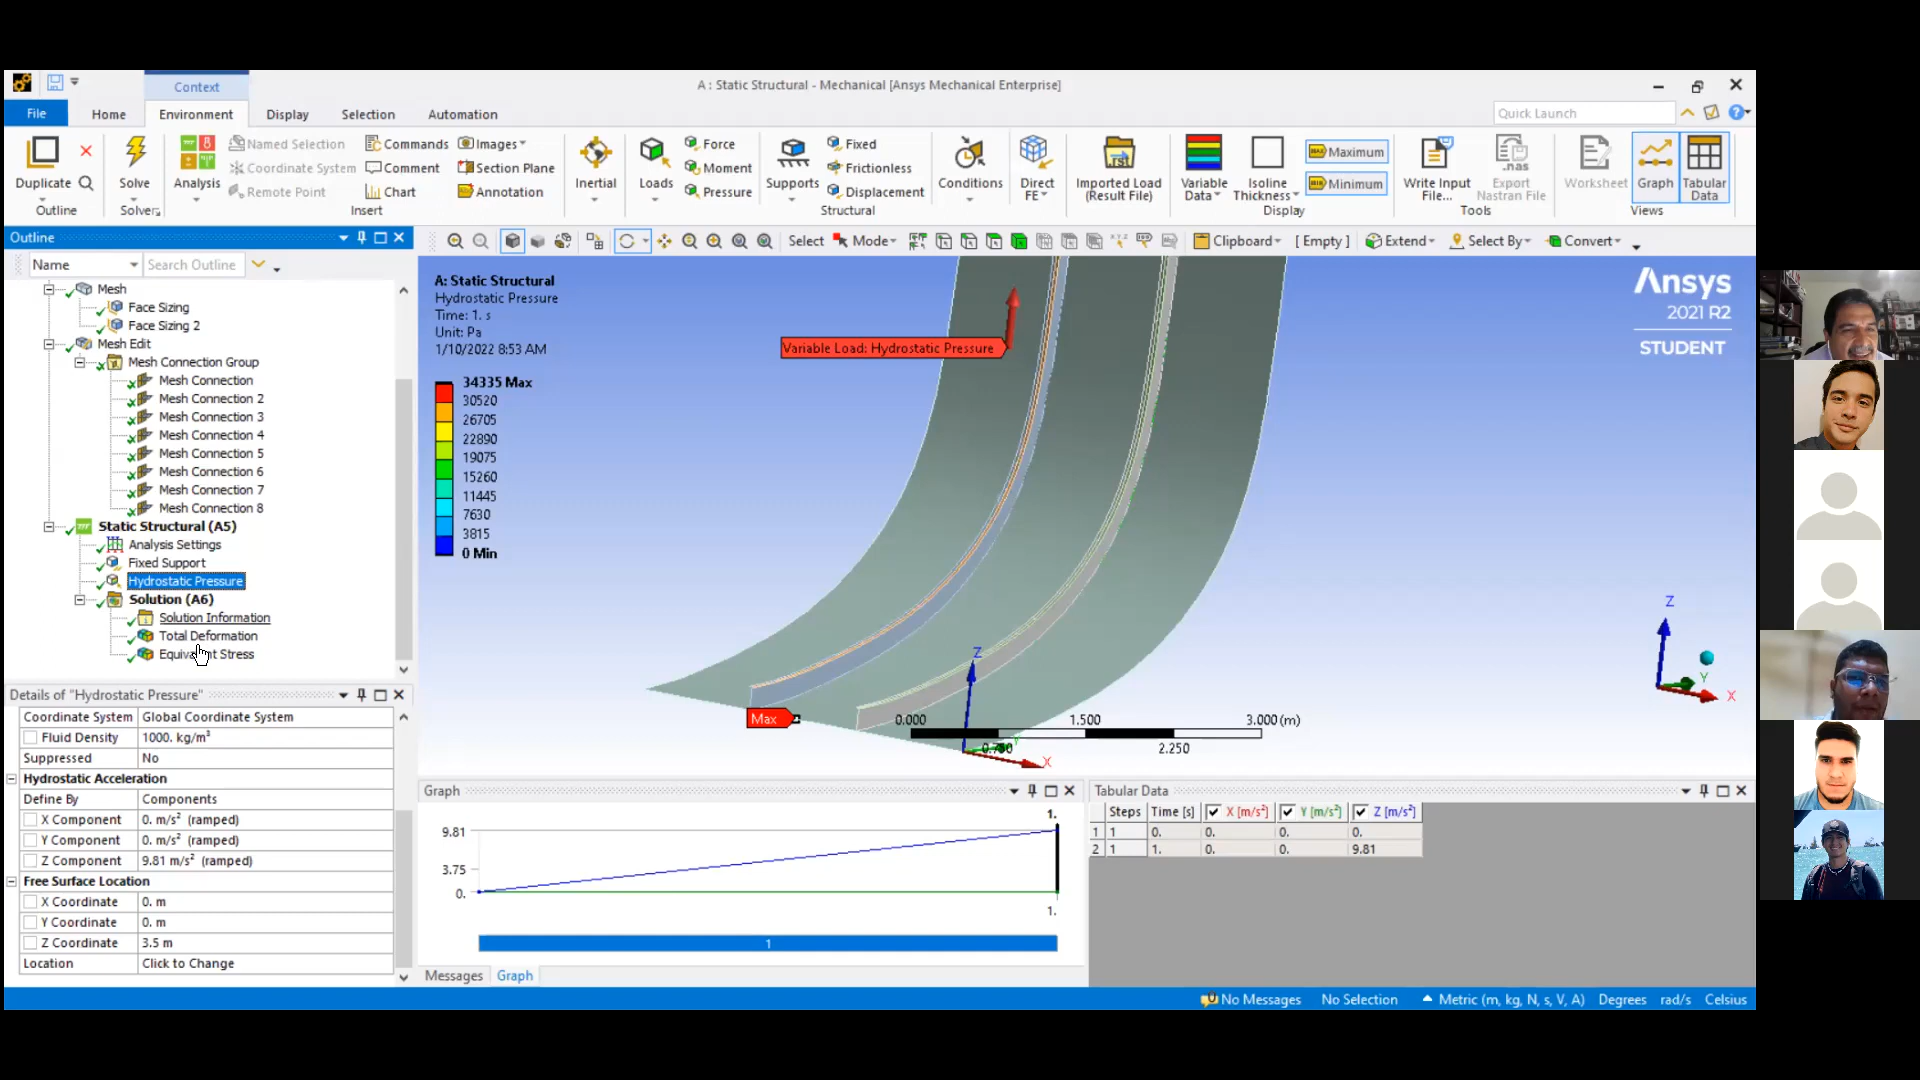 Context
A : Static Structural - Mechanical [Ansys Mechanical Enterprise]
File
Home
Environment
Display
Selection
Automation
Quick Launch
Duplicate
Outline
Solve
Solver
Analysis
Named Selection
Coordinate System
Remote Point
Commands
Comment
Chart
Images
Section Plane
Annotation
Insert
Inertial
Loads
Force
Moment
Pressure
Supports
Fixed
Frictionless
Displacement
Structural
Conditions
Direct
FE
Imported Load
(Result File)
Variable
Data
Isoline
Thickness
Maximum
Minimum
Display
Write Input
File...
.nas
Export
Nastran File
Tools
Worksheet
Graph
Tabular
Data
Views
Outline
Name
Search Outline
Select
Mode
Clipboard
[ Empty ]
Extend
Select By
Convert
Mesh
Face Sizing
Face Sizing 2
Mesh Edit
Mesh Connection Group
Mesh Connection
Mesh Connection 2
Mesh Connection 3
Mesh Connection 4
Mesh Connection 5
Mesh Connection 6
Mesh Connection 7
Mesh Connection 8
Static Structural (A5)
Analysis Settings
Fixed Support
Hydrostatic Pressure
Solution (A6)
Solution Information
Total Deformation
Equivalent Stress
A: Static Structural
Hydrostatic Pressure
Time: 1. s
Unit: Pa
1/10/2022 8:53 AM
34335 Max
30520
26705
22890
19075
15260
11445
7630
3815
0 Min
Variable Load: Hydrostatic Pressure
Max
Z
X
0.000
1.500
3.000 (m)
0.750
2.250
Ansys
2021 R2
STUDENT
Z
Y
X
Details of "Hydrostatic Pressure"
Coordinate System Global Coordinate System
Fluid Density 1000. kg/m³
Suppressed No
Hydrostatic Acceleration
Define By Components
X Component 0. m/s² (ramped)
Y Component 0. m/s² (ramped)
Z Component 9.81 m/s² (ramped)
Free Surface Location
X Coordinate 0. m
Y Coordinate 0. m
Z Coordinate 3.5 m
Location Click to Change
Graph
1.
9.81
3.75
0.
1.
1
Messages
Graph
Tabular Data
Steps Time [s] X [m/s²] Y [m/s²] Z [m/s²]
1 1 0. 0. 0. 0.
2 1 1. 0. 0. 9.81
No Messages
No Selection
Metric (m, kg, N, s, V, A)
Degrees
rad/s
Celsius